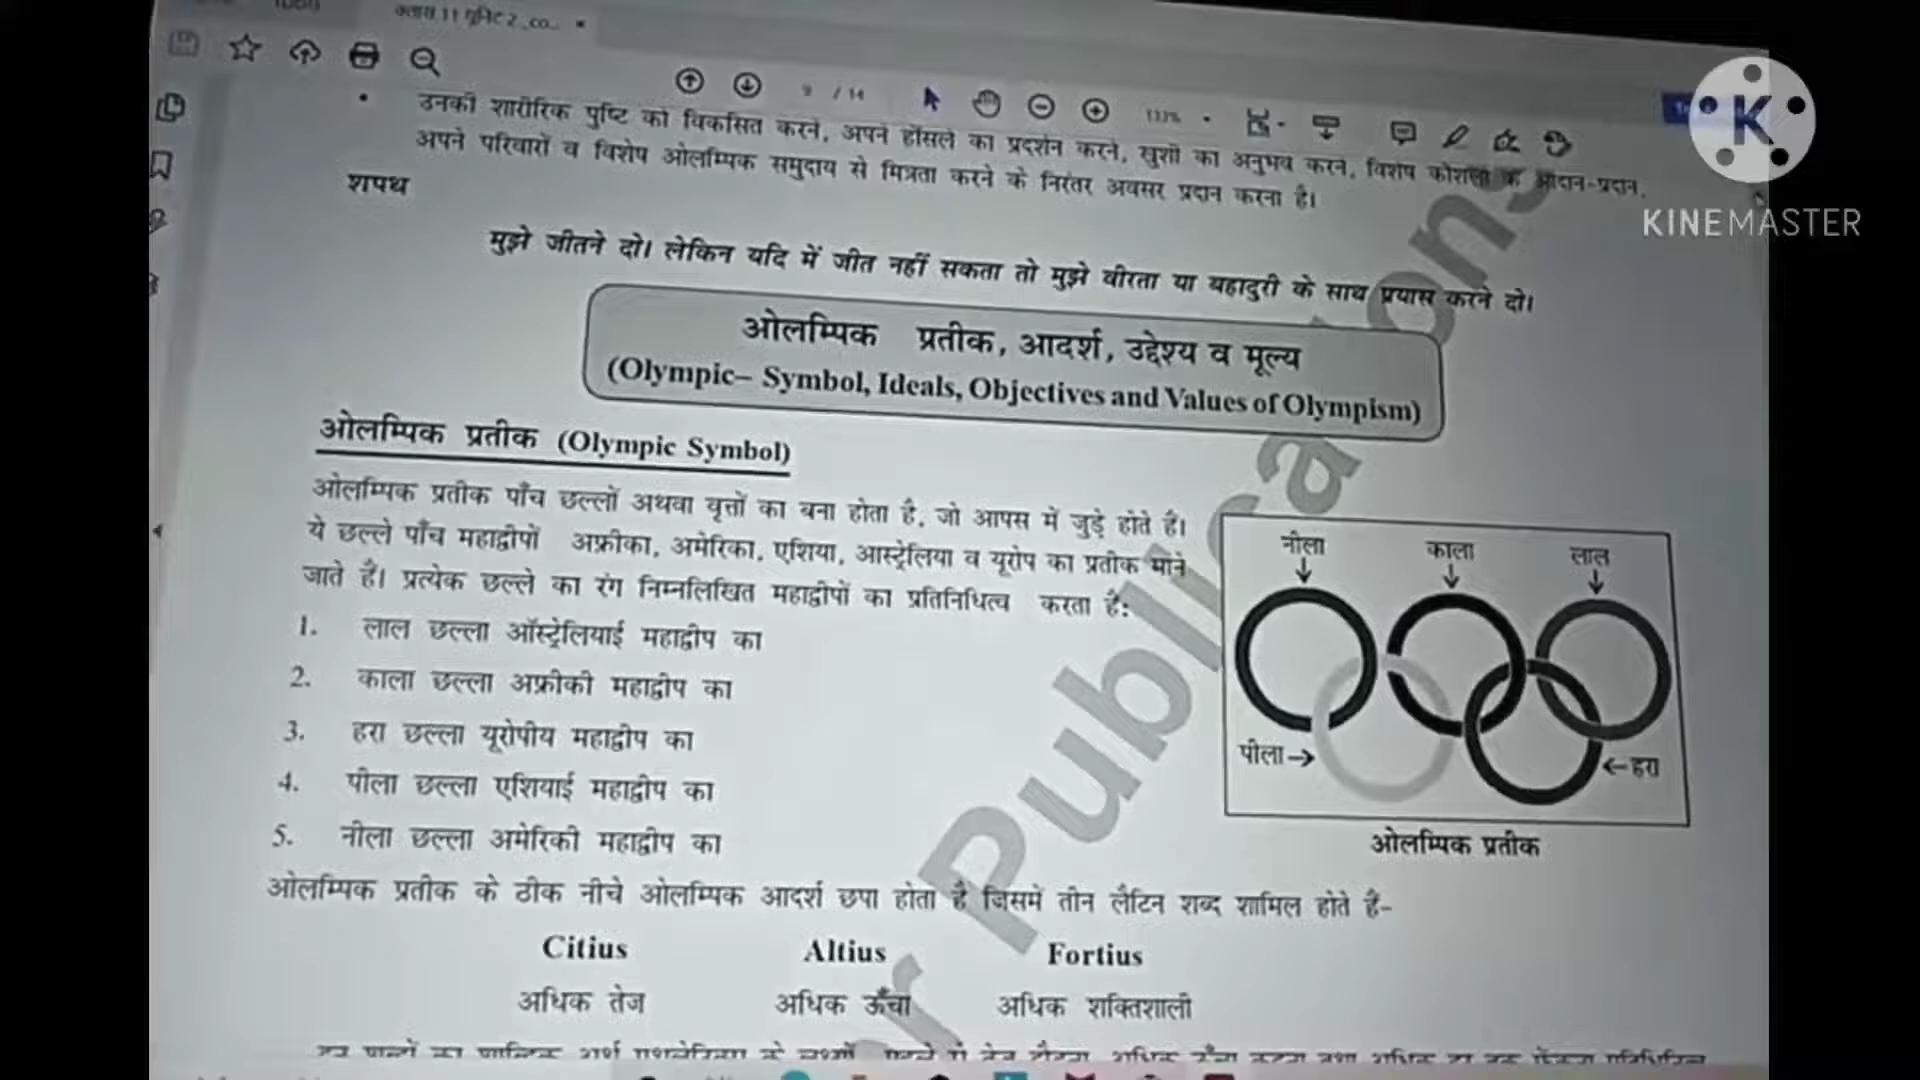 क्लास 11 यूनिट 2_co...
9 / 14
133%
K
KINEMASTER
• उनकी शारीरिक पुष्टि को विकसित करने, अपने हौंसले का प्रदर्शन करने, खुशी का अनुभव करने, विशेष कौशलों के आदान-प्रदान,
अपने परिवारों व विशेष ओलम्पिक समुदाय से मित्रता करने के निरंतर अवसर प्रदान करना है।
शपथ
मुझे जीतने दो। लेकिन यदि में जीत नहीं सकता तो मुझे वीरता या बहादुरी के साथ प्रयास करने दो।
ओलम्पिक प्रतीक, आदर्श, उद्देश्य व मूल्य
(Olympic– Symbol, Ideals, Objectives and Values of Olympism)
ओलम्पिक प्रतीक (Olympic Symbol)
ओलम्पिक प्रतीक पाँच छल्लों अथवा वृत्तों का बना होता है, जो आपस में जुड़े होते हैं।
ये छल्ले पाँच महाद्वीपों अफ्रीका, अमेरिका, एशिया, आस्ट्रेलिया व यूरोप का प्रतीक माने
जाते हैं। प्रत्येक छल्ले का रंग निम्नलिखित महाद्वीपों का प्रतिनिधित्व करता है:
1. लाल छल्ला ऑस्ट्रेलियाई महाद्वीप का
2. काला छल्ला अफ्रीकी महाद्वीप का
3. हरा छल्ला यूरोपीय महाद्वीप का
4. पीला छल्ला एशियाई महाद्वीप का
5. नीला छल्ला अमेरिकी महाद्वीप का
नीला काला लाल
पीला→ ←हरा
ओलम्पिक प्रतीक
ओलम्पिक प्रतीक के ठीक नीचे ओलम्पिक आदर्श छपा होता है जिसमें तीन लैटिन शब्द शामिल होते हैं-
Citius Altius Fortius
अधिक तेज अधिक ऊँचा अधिक शक्तिशाली